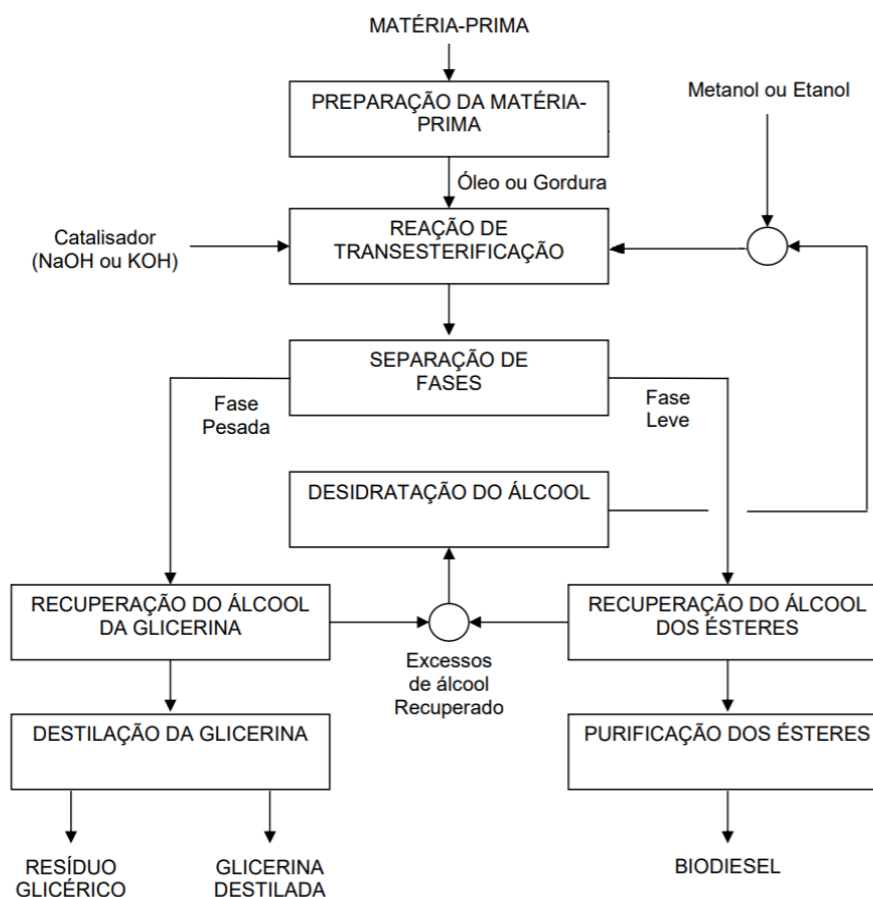 MATÉRIA-PRIMA
PREPARAÇÃO DA MATÉRIA-
PRIMA
Metanol ou Etanol
Óleo ou Gordura
Catalisador
(NaOH ou KOH)
REAÇÃO DE
TRANSESTERIFICAÇÃO
SEPARAÇÃO DE
FASES
Fase
Pesada
Fase
Leve
DESIDRATAÇÃO DO ÁLCOOL
RECUPERAÇÃO DO ÁLCOOL
DA GLICERINA
RECUPERAÇÃO DO ÁLCOOL
DOS ÉSTERES
Excessos
de álcool
Recuperado
DESTILAÇÃO DA GLICERINA
PURIFICAÇÃO DOS ÉSTERES
RESÍDUO
GLICÉRICO
GLICERINA
DESTILADA
BIODIESEL